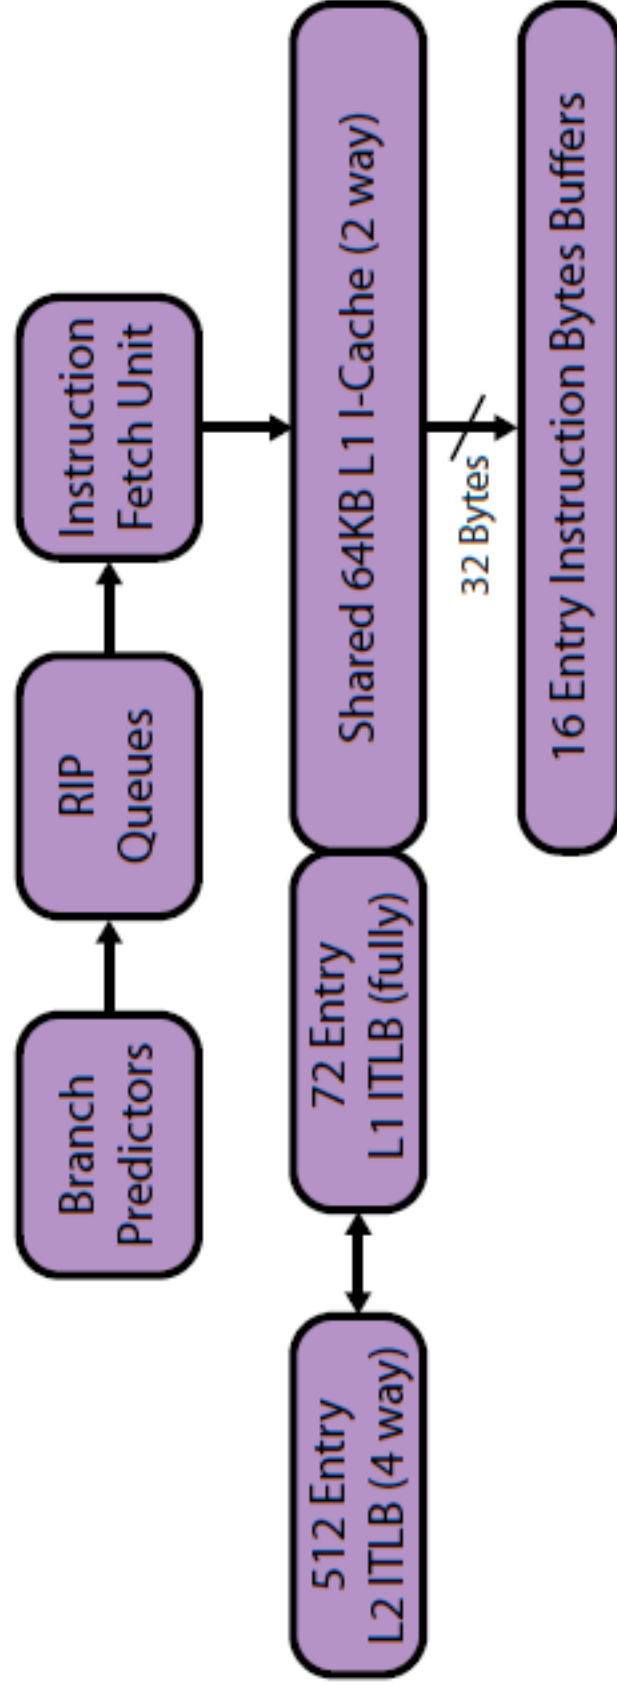 Branch
Predictors
RIP
Queues
Instruction
Fetch Unit
512 Entry
L2 ITLB (4 way)
72 Entry
L1 ITLB (fully)
Shared 64KB L1 I-Cache (2 way)
32 Bytes
16 Entry Instruction Bytes Buffers